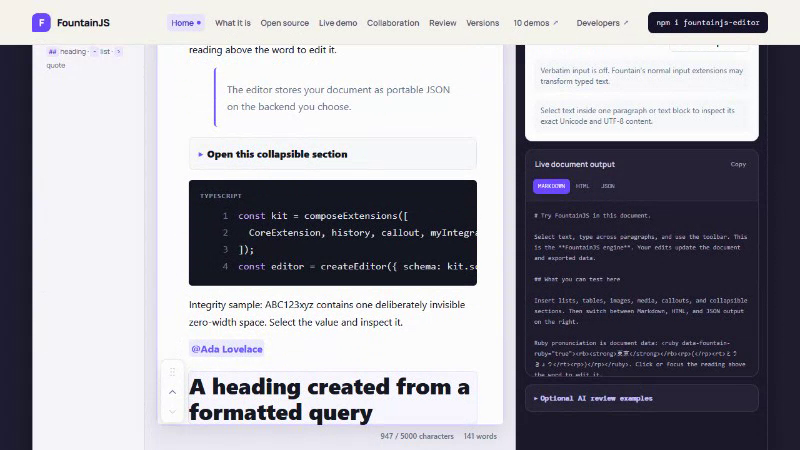 F FountainJS
Home What it is Open source Live demo Collaboration Review Versions 10 demos ↗ Developers ↗ npm i fountainjs-editor
## heading · - list · >
quote
reading above the word to edit it.
The editor stores your document as portable JSON
on the backend you choose.
▸ Open this collapsible section
TYPESCRIPT
1 const kit = composeExtensions([
2 CoreExtension, history, callout, myIntegra
3 ]);
4 const editor = createEditor({ schema: kit.sc
Integrity sample: ABC123xyz contains one deliberately invisible
zero-width space. Select the value and inspect it.
@Ada Lovelace
A heading created from a
formatted query
947 / 5000 characters 141 words
Verbatim input is off. Fountain's normal input extensions may
transform typed text.
Select text inside one paragraph or text block to inspect its
exact Unicode and UTF-8 content.
Live document output Copy
MARKDOWN HTML JSON
# Try FountainJS in this document.
Select text, type across paragraphs, and use the toolbar. This
is the **FountainJS engine**. Your edits update the document
and exported data.
## What you can test here
Insert lists, tables, images, media, callouts, and collapsible
sections. Then switch between Markdown, HTML, and JSON output
on the right.
Ruby pronunciation is document data: <ruby data-fountain-
ruby="true"><rb><strong>東京</strong></rb><rp>(</rp><rt>とう
きょう</rt><rp>)</rp></ruby>. Click or focus the reading above
the word to edit it.
▸ Optional AI review examples